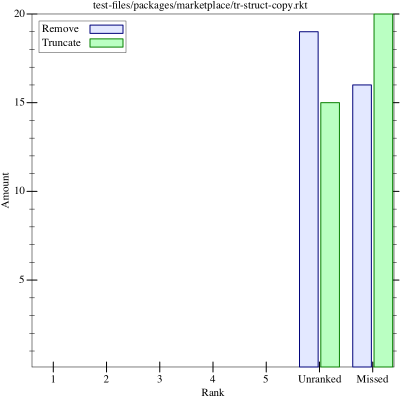 test-files/packages/marketplace/tr-struct-copy.rkt
20
Remove
Truncate
15
10
5
Amount
1 2 3 4 5 Unranked Missed
Rank